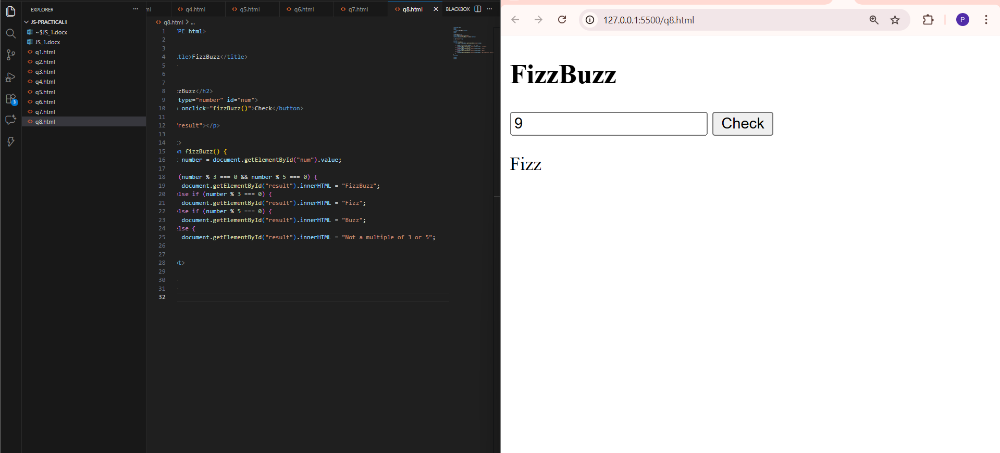 EXPLORER ···
JS-PRACTICAL1
~$JS_1.docx
JS_1.docx
q1.html
q2.html
q3.html
q4.html
q5.html
q6.html
q7.html
q8.html
q4.html q5.html q6.html q7.html q8.html BLACKBOX ···
q8.html > ...
1 'PE html>
2
3
4 tle>FizzBuzz</title>
5
6
7
8 zBuzz</h2>
9 type="number" id="num">
10 onclick="fizzBuzz()">Check</button>
11
12 "result"></p>
13
14 >
15 on fizzBuzz() {
16 number = document.getElementById("num").value;
17
18 (number % 3 === 0 && number % 5 === 0) {
19 document.getElementById("result").innerHTML = "FizzBuzz";
20 lse if (number % 3 === 0) {
21 document.getElementById("result").innerHTML = "Fizz";
22 lse if (number % 5 === 0) {
23 document.getElementById("result").innerHTML = "Buzz";
24 lse {
25 document.getElementById("result").innerHTML = "Not a multiple of 3 or 5";
26
27
28 pt>
29
30
31
32
3
127.0.0.1:5500/q8.html
P
FizzBuzz
9 Check
Fizz